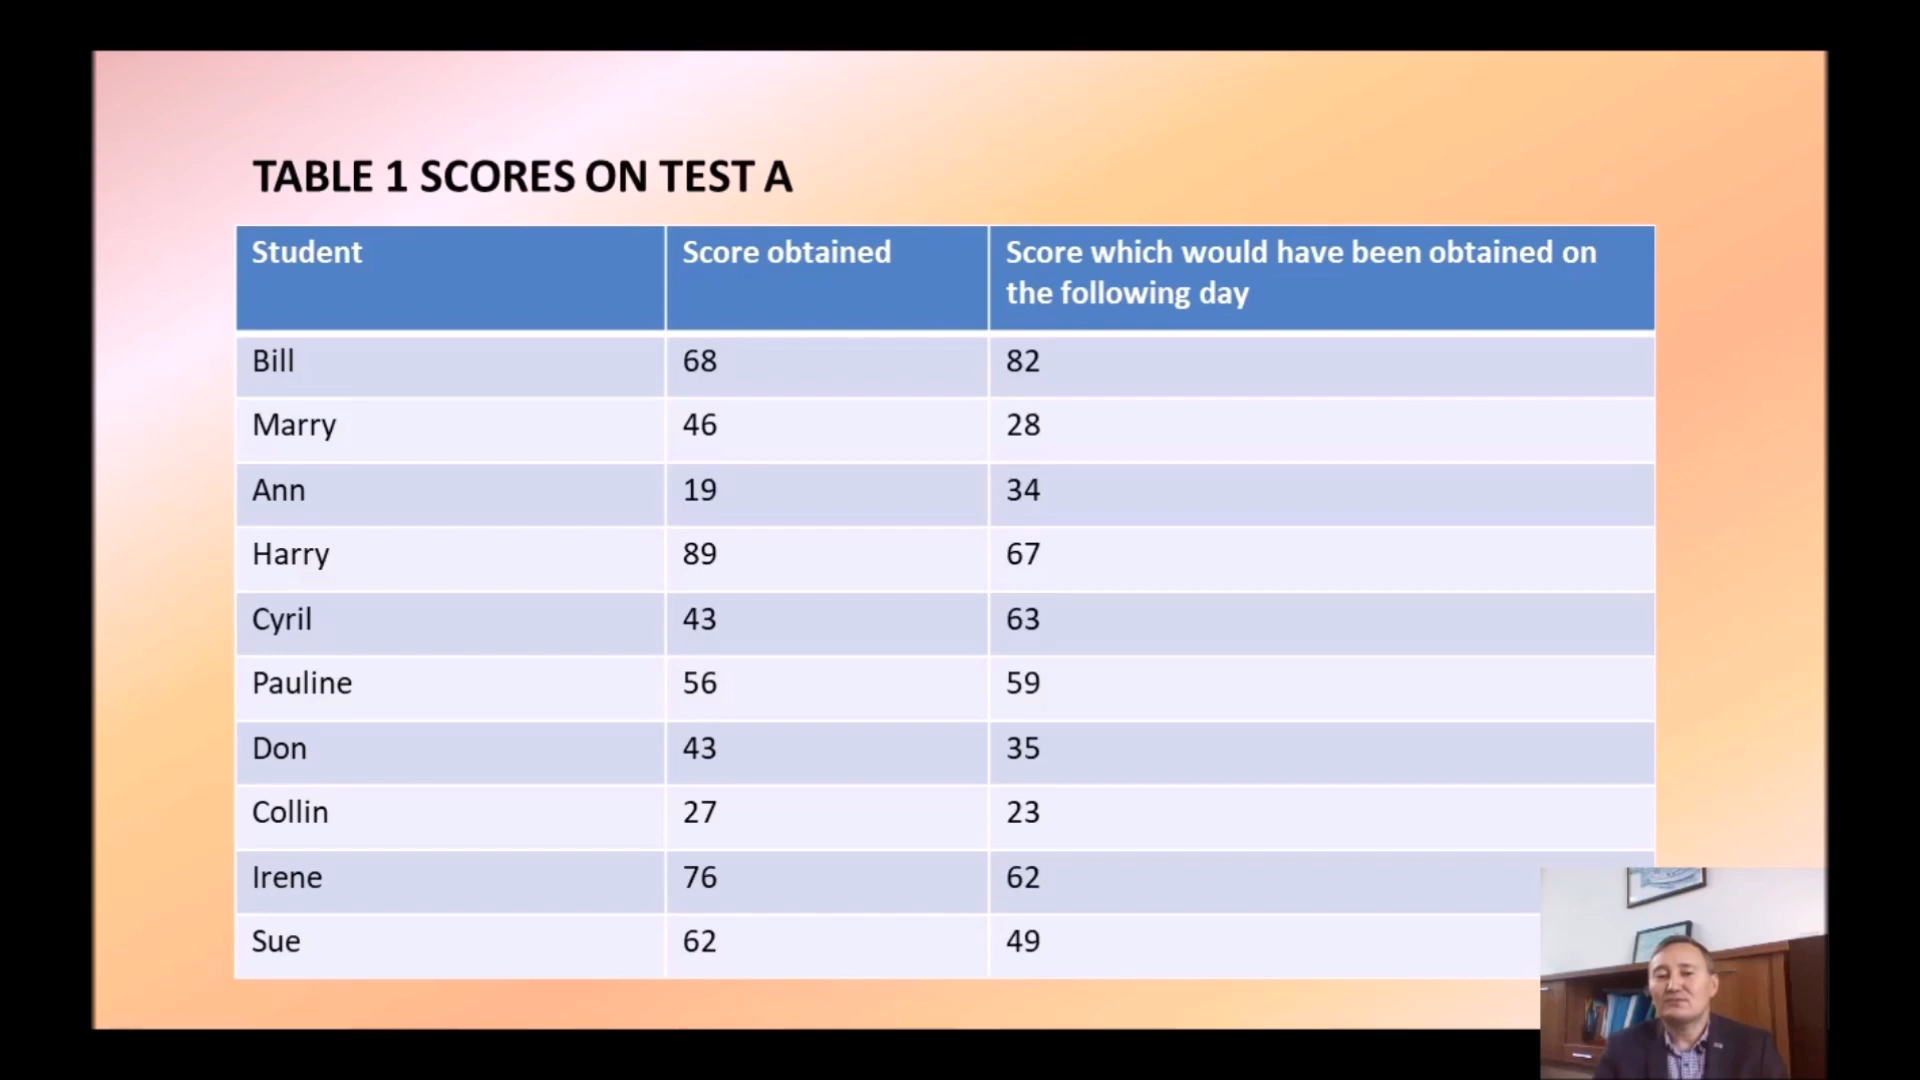 TABLE 1 SCORES ON TEST A
Student Score obtained Score which would have been obtained on
the following day
Bill 68 82
Marry 46 28
Ann 19 34
Harry 89 67
Cyril 43 63
Pauline 56 59
Don 43 35
Collin 27 23
Irene 76 62
Sue 62 49